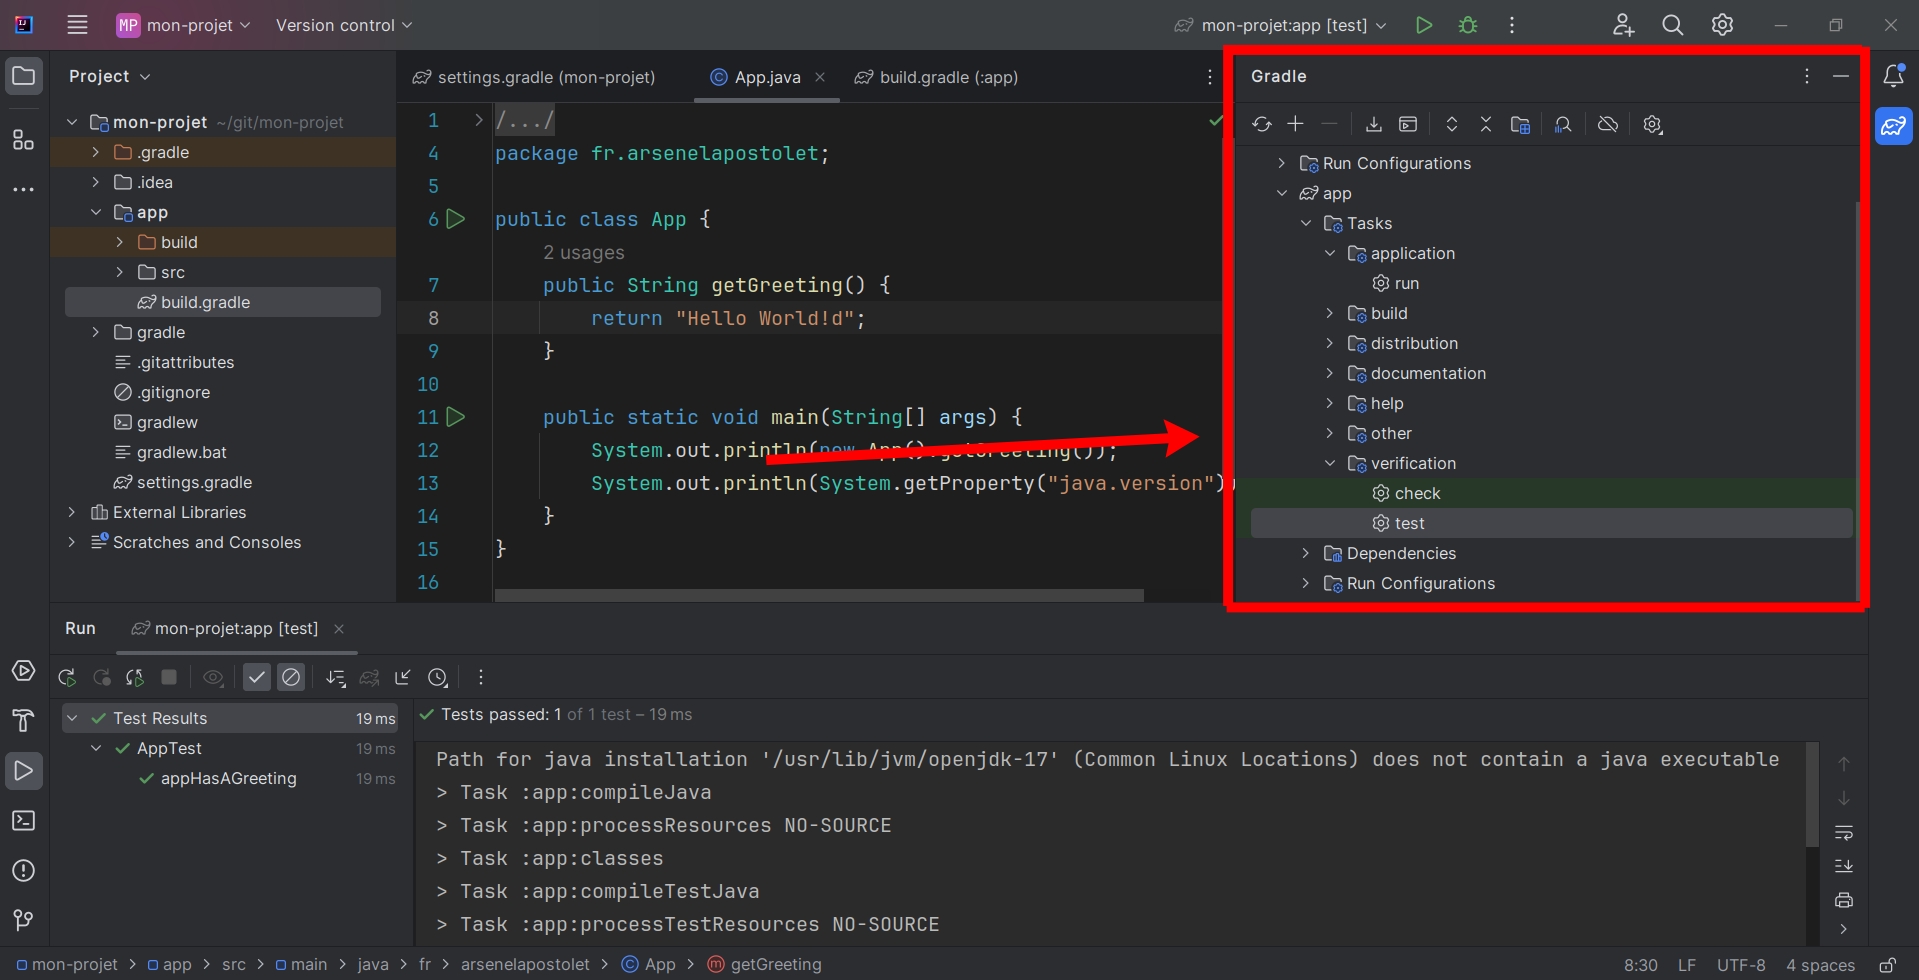 MP mon-projet Version control mon-projet:app [test]
Project
mon-projet ~/git/mon-projet
.gradle
.idea
app
build
src
build.gradle
gradle
.gitattributes
.gitignore
gradlew
gradlew.bat
settings.gradle
External Libraries
Scratches and Consoles
settings.gradle (mon-projet) App.java build.gradle (:app)
1 /.../
4 package fr.arsenelapostolet;
5
6 public class App {
2 usages
7 public String getGreeting() {
8 return "Hello World!d";
9 }
10
11 public static void main(String[] args) {
12 System.out.println(new App().getGreeting());
13 System.out.println(System.getProperty("java.version")
14 }
15 }
16
Gradle
Run Configurations
app
Tasks
application
run
build
distribution
documentation
help
other
verification
check
test
Dependencies
Run Configurations
Run mon-projet:app [test]
Test Results 19 ms
AppTest 19 ms
appHasAGreeting 19 ms
Tests passed: 1 of 1 test – 19 ms
Path for java installation '/usr/lib/jvm/openjdk-17' (Common Linux Locations) does not contain a java executable
> Task :app:compileJava
> Task :app:processResources NO-SOURCE
> Task :app:classes
> Task :app:compileTestJava
> Task :app:processTestResources NO-SOURCE
mon-projet > app > src > main > java > fr > arsenelapostolet > App > getGreeting 8:30 LF UTF-8 4 spaces